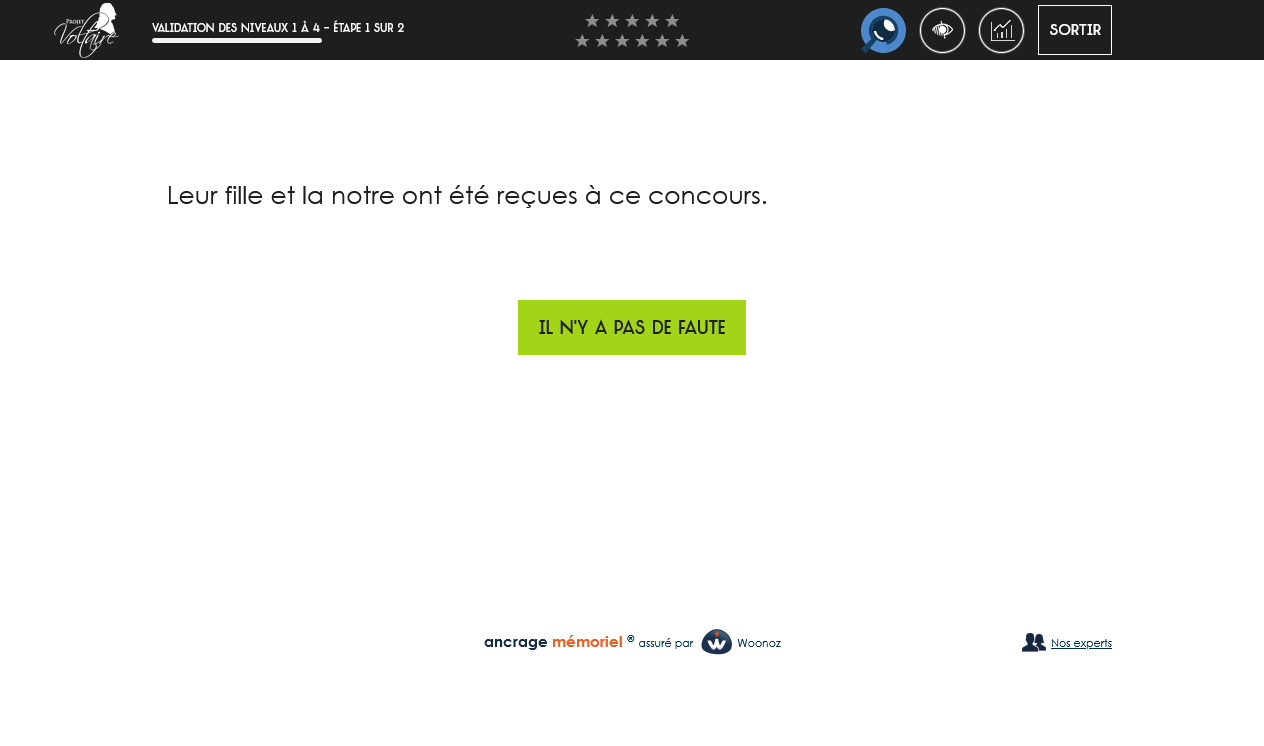 PROJET
Voltaire
VALIDATION DES NIVEAUX 1 À 4 – ÉTAPE 1 SUR 2
SORTIR
Leur fille et la notre ont été reçues à ce concours.
IL N'Y A PAS DE FAUTE
ancrage mémoriel ® assuré par W Woonoz
Nos experts